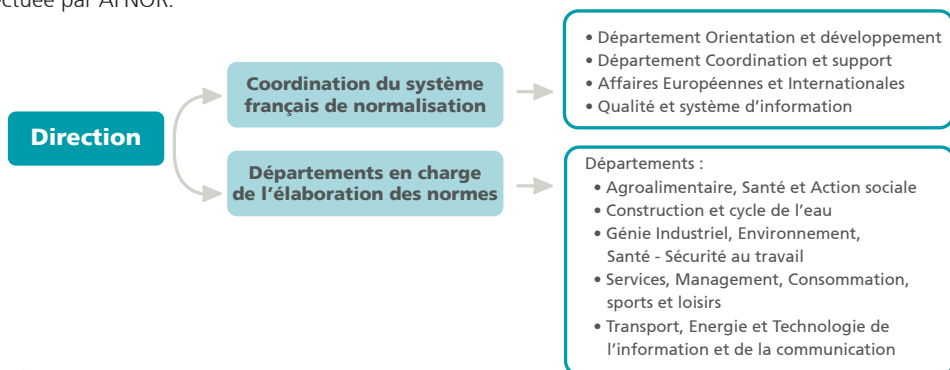 par AFNOR.
Direction
Coordination du système
français de normalisation
• Département Orientation et développement
• Département Coordination et support
• Affaires Européennes et Internationales
• Qualité et système d'information
Départements en charge
de l'élaboration des normes
Départements :
• Agroalimentaire, Santé et Action sociale
• Construction et cycle de l'eau
• Génie Industriel, Environnement,
Santé - Sécurité au travail
• Services, Management, Consommation,
sports et loisirs
• Transport, Energie et Technologie de
l'information et de la communication